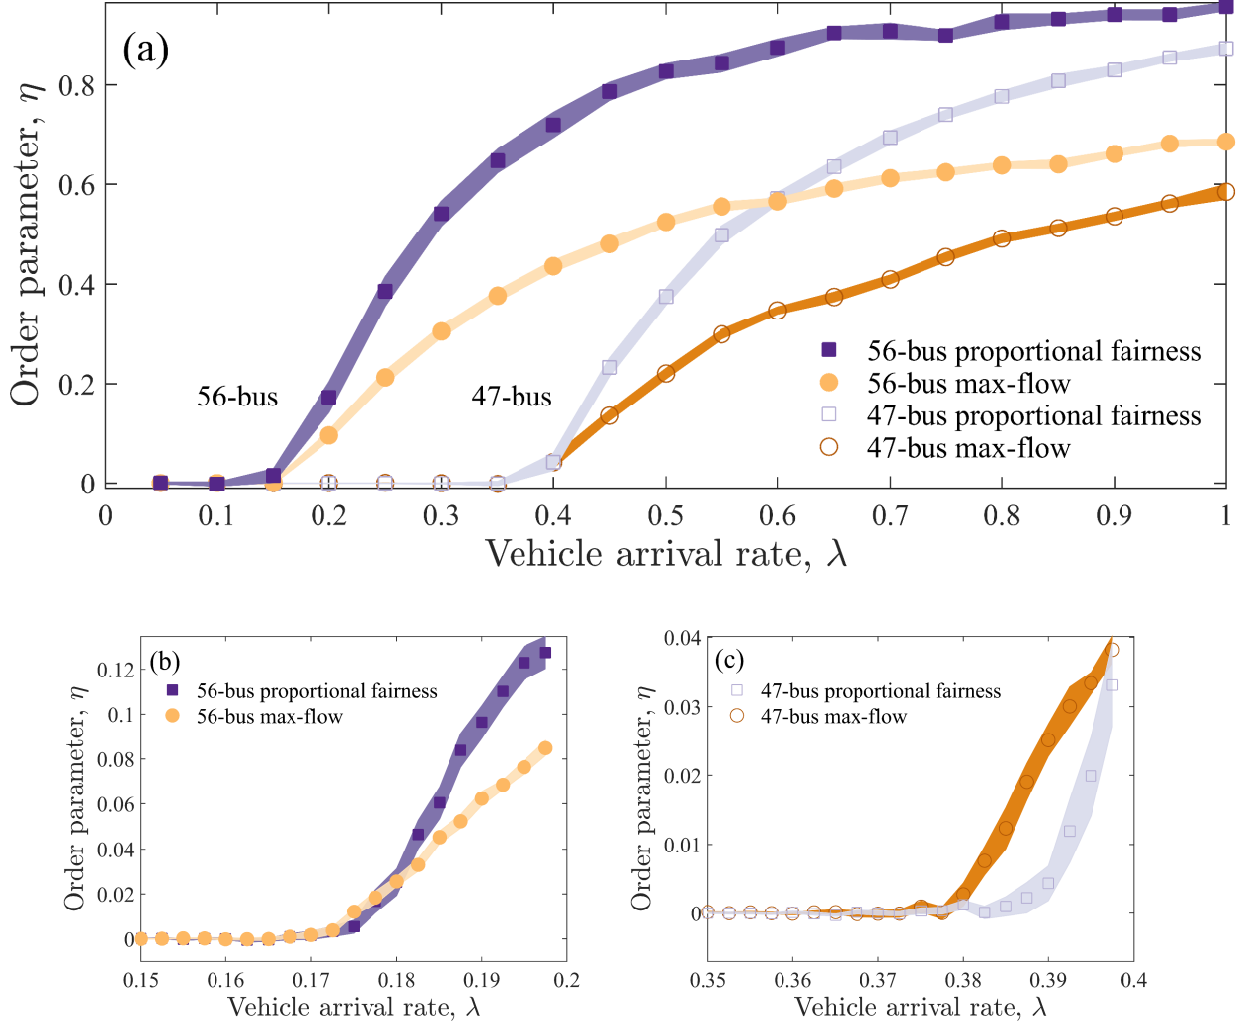 (a)
Order parameter, η
0.8
0.6
0.4
0.2
0
56-bus
47-bus
56-bus proportional fairness
56-bus max-flow
47-bus proportional fairness
47-bus max-flow
0 0.1 0.2 0.3 0.4 0.5 0.6 0.7 0.8 0.9 1
Vehicle arrival rate, λ
(b)
56-bus proportional fairness
56-bus max-flow
Order parameter, η
0.12
0.1
0.08
0.06
0.04
0.02
0
0.15 0.16 0.17 0.18 0.19 0.2
Vehicle arrival rate, λ
(c)
47-bus proportional fairness
47-bus max-flow
Order parameter, η
0.04
0.03
0.02
0.01
0
0.35 0.36 0.37 0.38 0.39 0.4
Vehicle arrival rate, λ